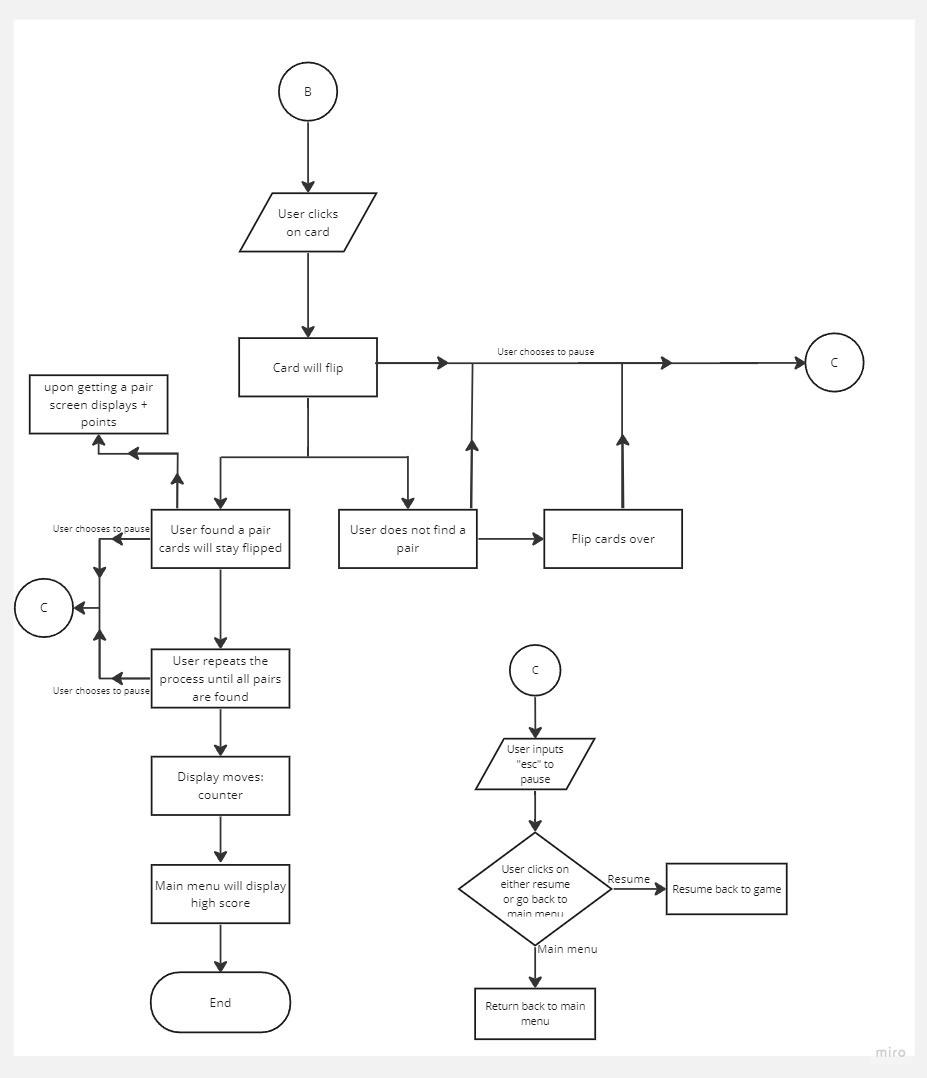 B
User clicks
on card
Card will flip
User chooses to pause
C
upon getting a pair
screen displays +
points
User chooses to pause
User found a pair
cards will stay flipped
User does not find a
pair
Flip cards over
C
User repeats the
process until all pairs
are found
User chooses to pause
Display moves:
counter
Main menu will display
high score
End
C
User inputs
"esc" to
pause
User clicks on
either resume
or go back to
main menu
Resume
Resume back to game
Main menu
Return back to main
menu
miro